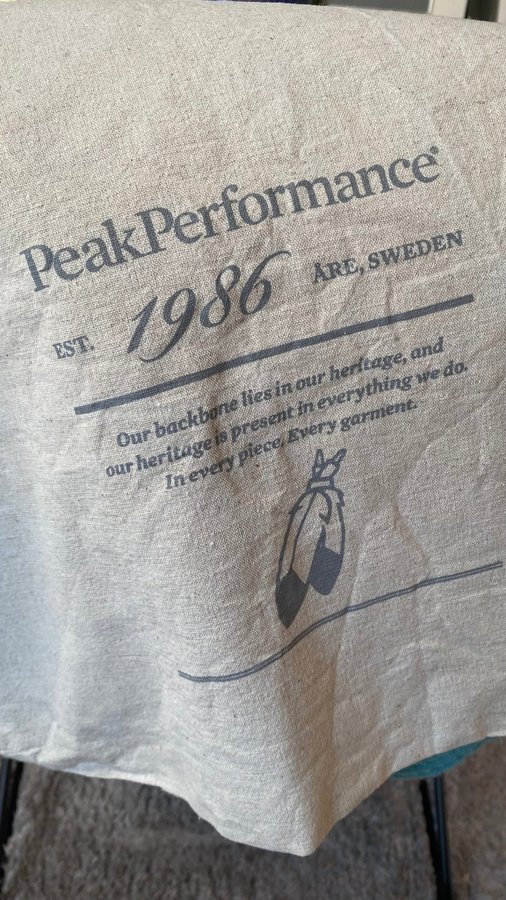 PeakPerformance®
EST. 1986 ÅRE, SWEDEN
Our backbone lies in our heritage, and
our heritage is present in everything we do.
In every piece. Every garment.